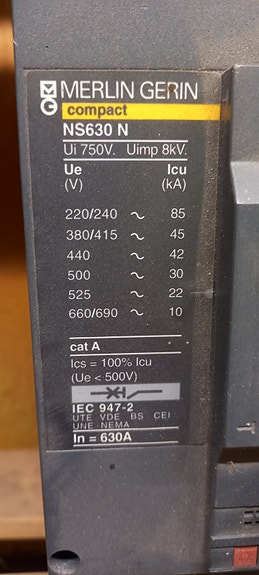 MG MERLIN GERIN
compact
NS630 N
Ui 750V. Uimp 8kV.
Ue Icu
(V) (kA)
220/240 ~ 85
380/415 ~ 45
440 ~ 42
500 ~ 30
525 ~ 22
660/690 ~ 10
cat A
Ics = 100% Icu
(Ue < 500V)
IEC 947-2
UTE VDE BS CEI
UNE NEMA
In = 630A